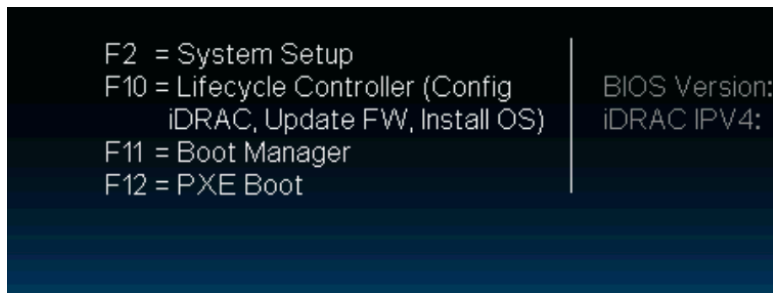 F2 = System Setup
F10 = Lifecycle Controller (Config
iDRAC, Update FW, Install OS)
F11 = Boot Manager
F12 = PXE Boot
BIOS Version:
iDRAC IPV4: